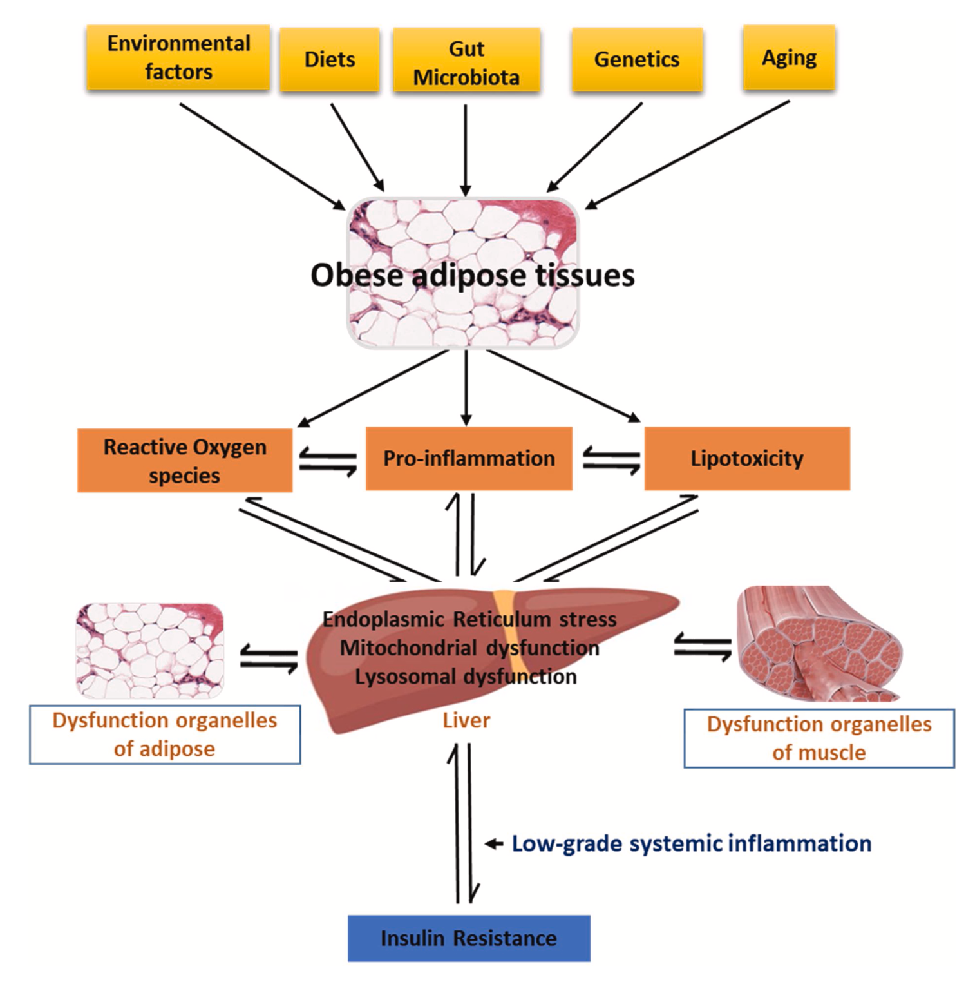 Environmental
factors
Diets
Gut
Microbiota
Genetics
Aging
Obese adipose tissues
Reactive Oxygen
species
Pro-inflammation
Lipotoxicity
Endoplasmic Reticulum stress
Mitochondrial dysfunction
Lysosomal dysfunction
Liver
Dysfunction organelles
of adipose
Dysfunction organelles
of muscle
Low-grade systemic inflammation
Insulin Resistance